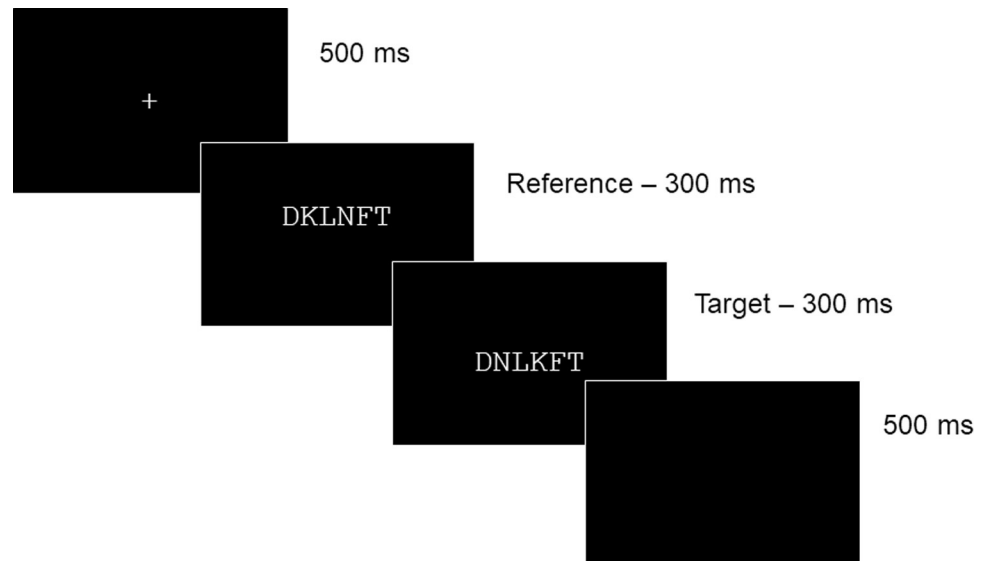 500 ms
+
Reference – 300 ms
DKLNFT
Target – 300 ms
DNLKFT
500 ms